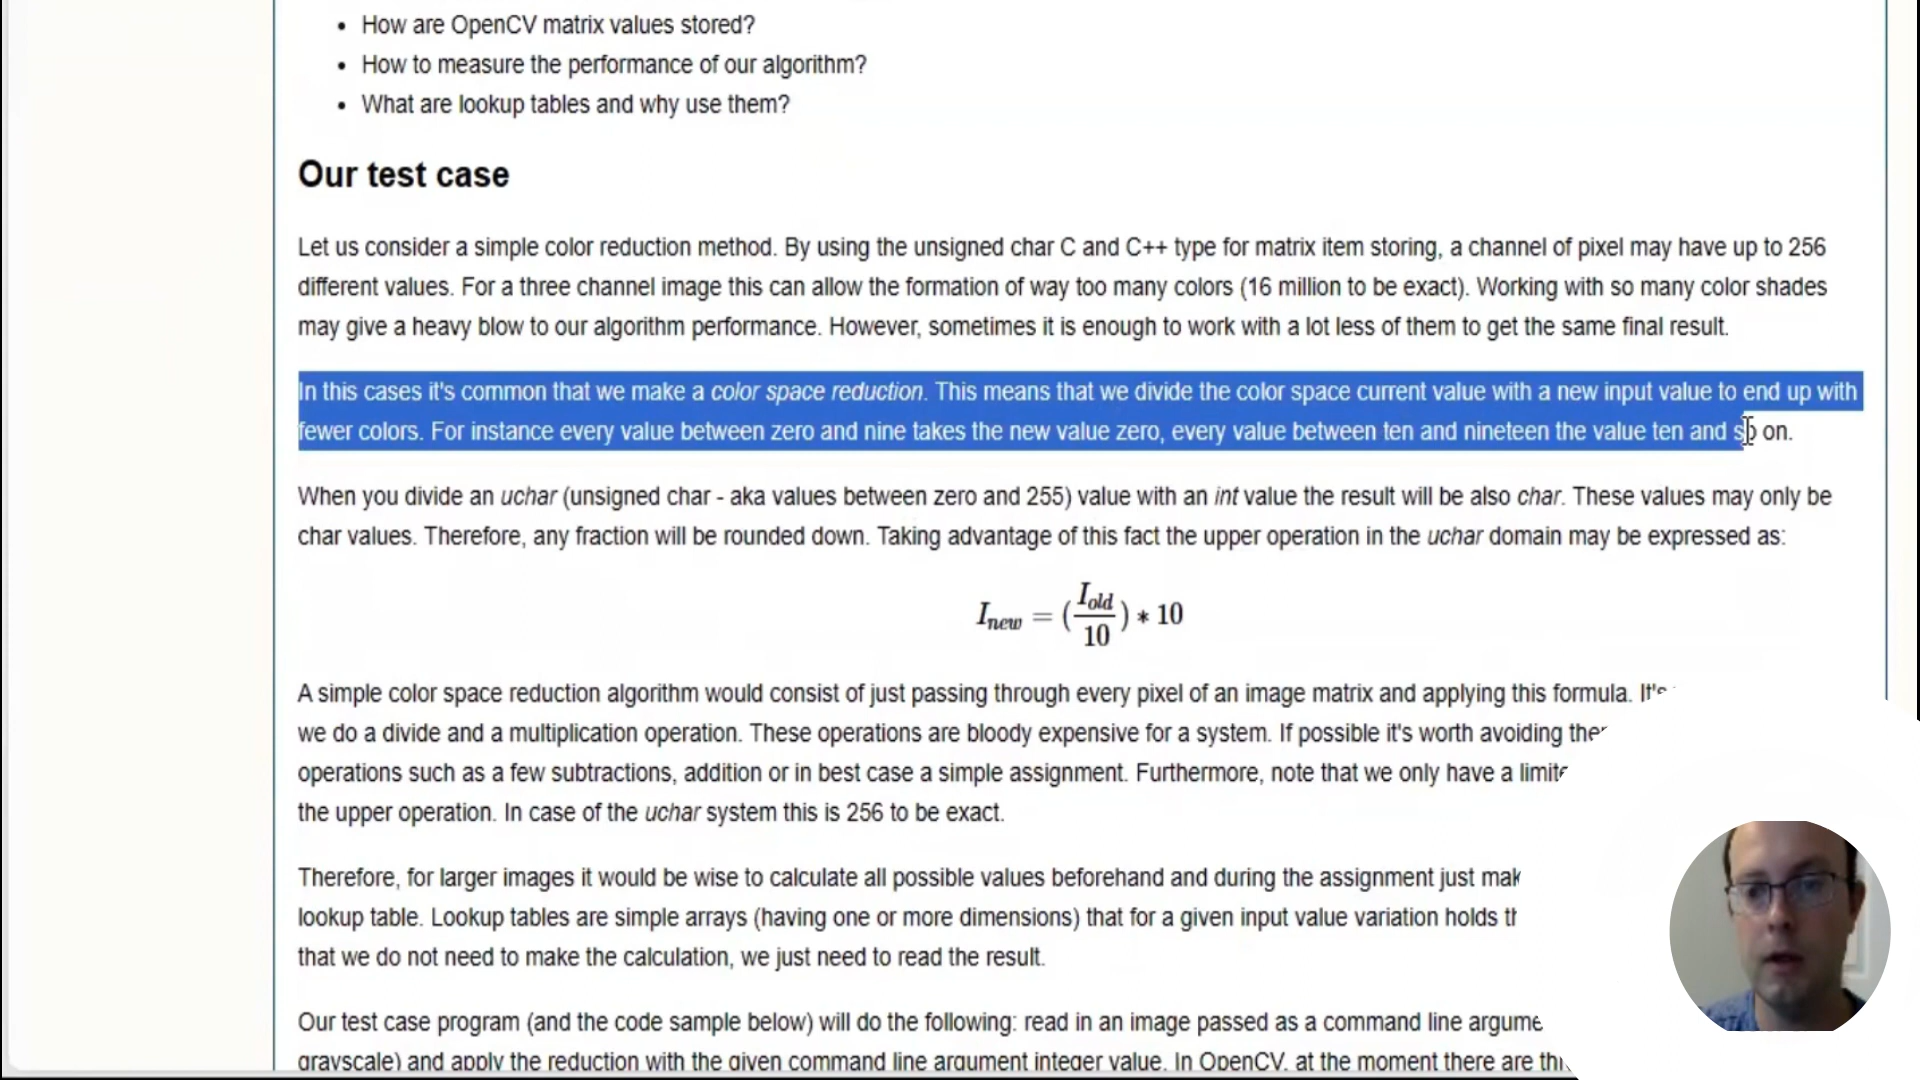 • How are OpenCV matrix values stored?
• How to measure the performance of our algorithm?
• What are lookup tables and why use them?
Our test case
Let us consider a simple color reduction method. By using the unsigned char C and C++ type for matrix item storing, a channel of pixel may have up to 256
different values. For a three channel image this can allow the formation of way too many colors (16 million to be exact). Working with so many color shades
may give a heavy blow to our algorithm performance. However, sometimes it is enough to work with a lot less of them to get the same final result.
In this cases it's common that we make a color space reduction. This means that we divide the color space current value with a new input value to end up with
fewer colors. For instance every value between zero and nine takes the new value zero, every value between ten and nineteen the value ten and so on.
When you divide an uchar (unsigned char - aka values between zero and 255) value with an int value the result will be also char. These values may only be
char values. Therefore, any fraction will be rounded down. Taking advantage of this fact the upper operation in the uchar domain may be expressed as:
I_new = (I_old / 10) * 10
A simple color space reduction algorithm would consist of just passing through every pixel of an image matrix and applying this formula. It's
we do a divide and a multiplication operation. These operations are bloody expensive for a system. If possible it's worth avoiding
operations such as a few subtractions, addition or in best case a simple assignment. Furthermore, note that we only have a
the upper operation. In case of the uchar system this is 256 to be exact.
Therefore, for larger images it would be wise to calculate all possible values beforehand and during the assignment just
lookup table. Lookup tables are simple arrays (having one or more dimensions) that for a given input value variation holds
that we do not need to make the calculation, we just need to read the result.
Our test case program (and the code sample below) will do the following: read in an image passed as a command line
grayscale) and apply the reduction with the given command line argument integer value. In OpenCV, at the moment there are